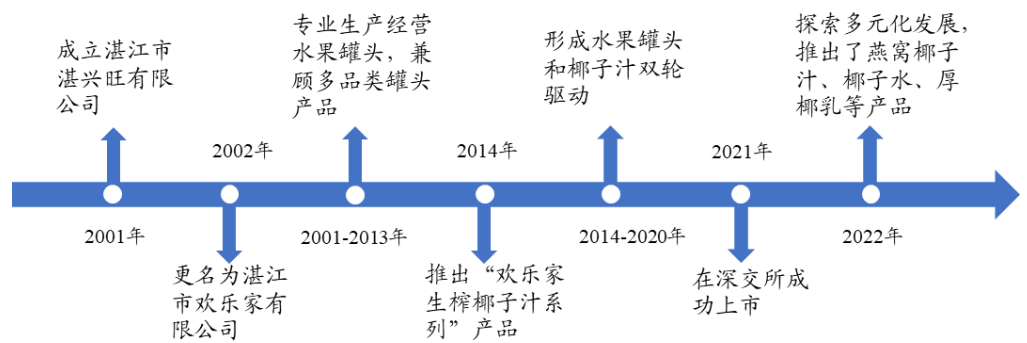 成立湛江市
湛兴旺有限
公司
2001年
2002年
更名为湛江
市欢乐家有
限公司
专业生产经营
水果罐头，兼
顾多品类罐头
产品
2001-2013年
2014年
推出“欢乐家
生榨椰子汁系
列”产品
形成水果罐头
和椰子汁双轮
驱动
2014-2020年
2021年
在深交所成
功上市
探索多元化发展，
推出了燕窝椰子
汁、椰子水、厚
椰乳等产品
2022年